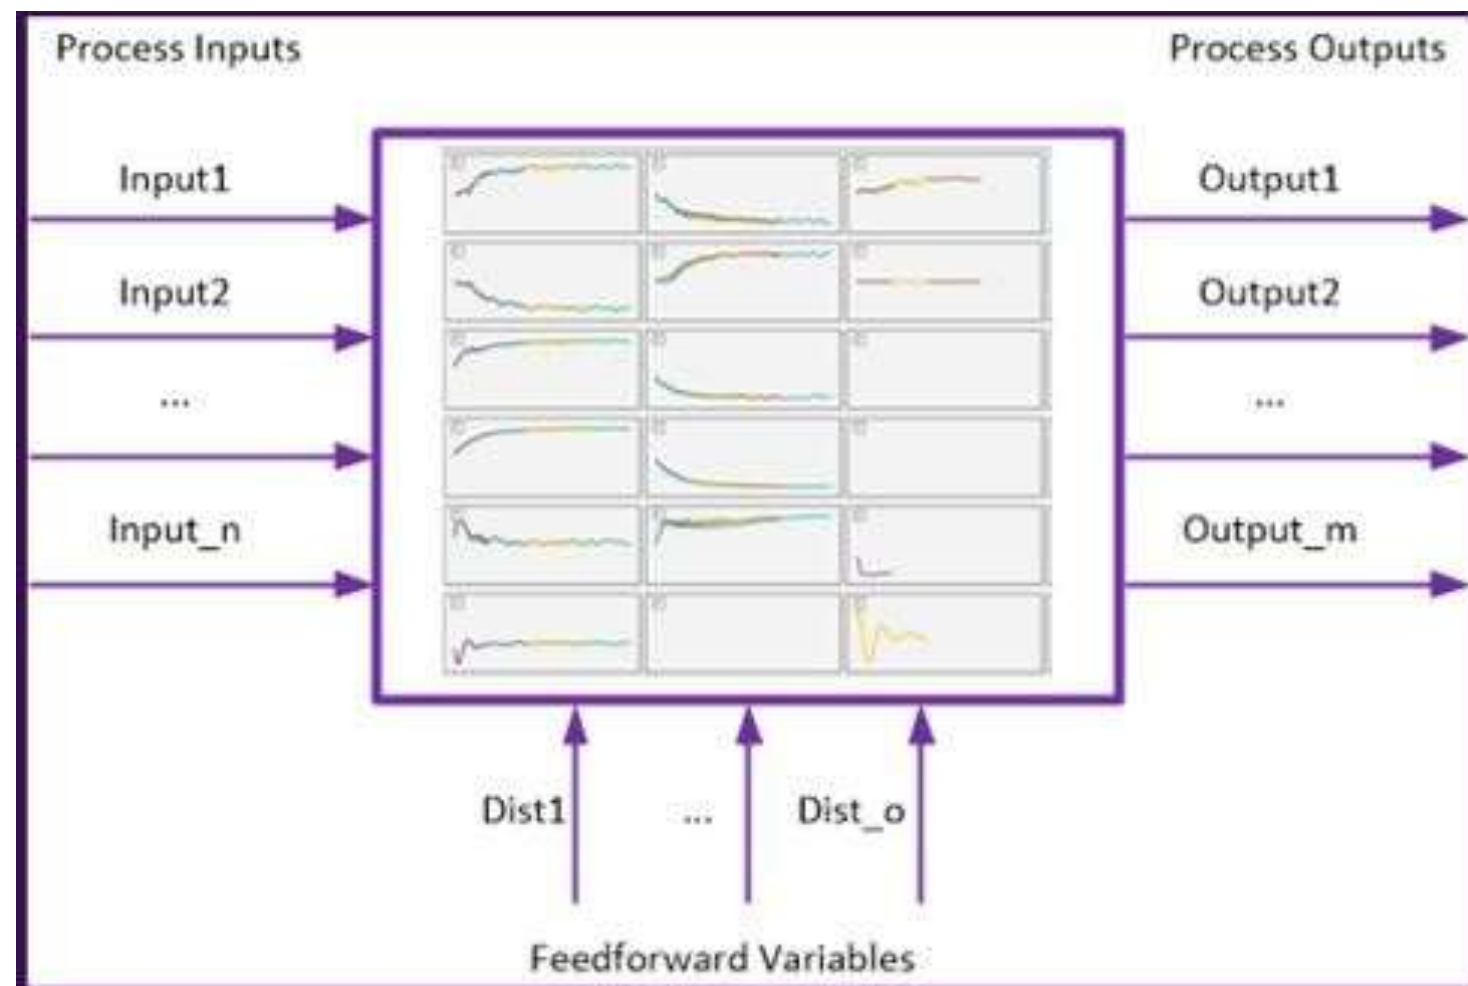 Process Inputs
Process Outputs
Input1
Output1
Input2
Output2
...
...
Input_n
Output_m
Dist1
...
Dist_o
Feedforward Variables